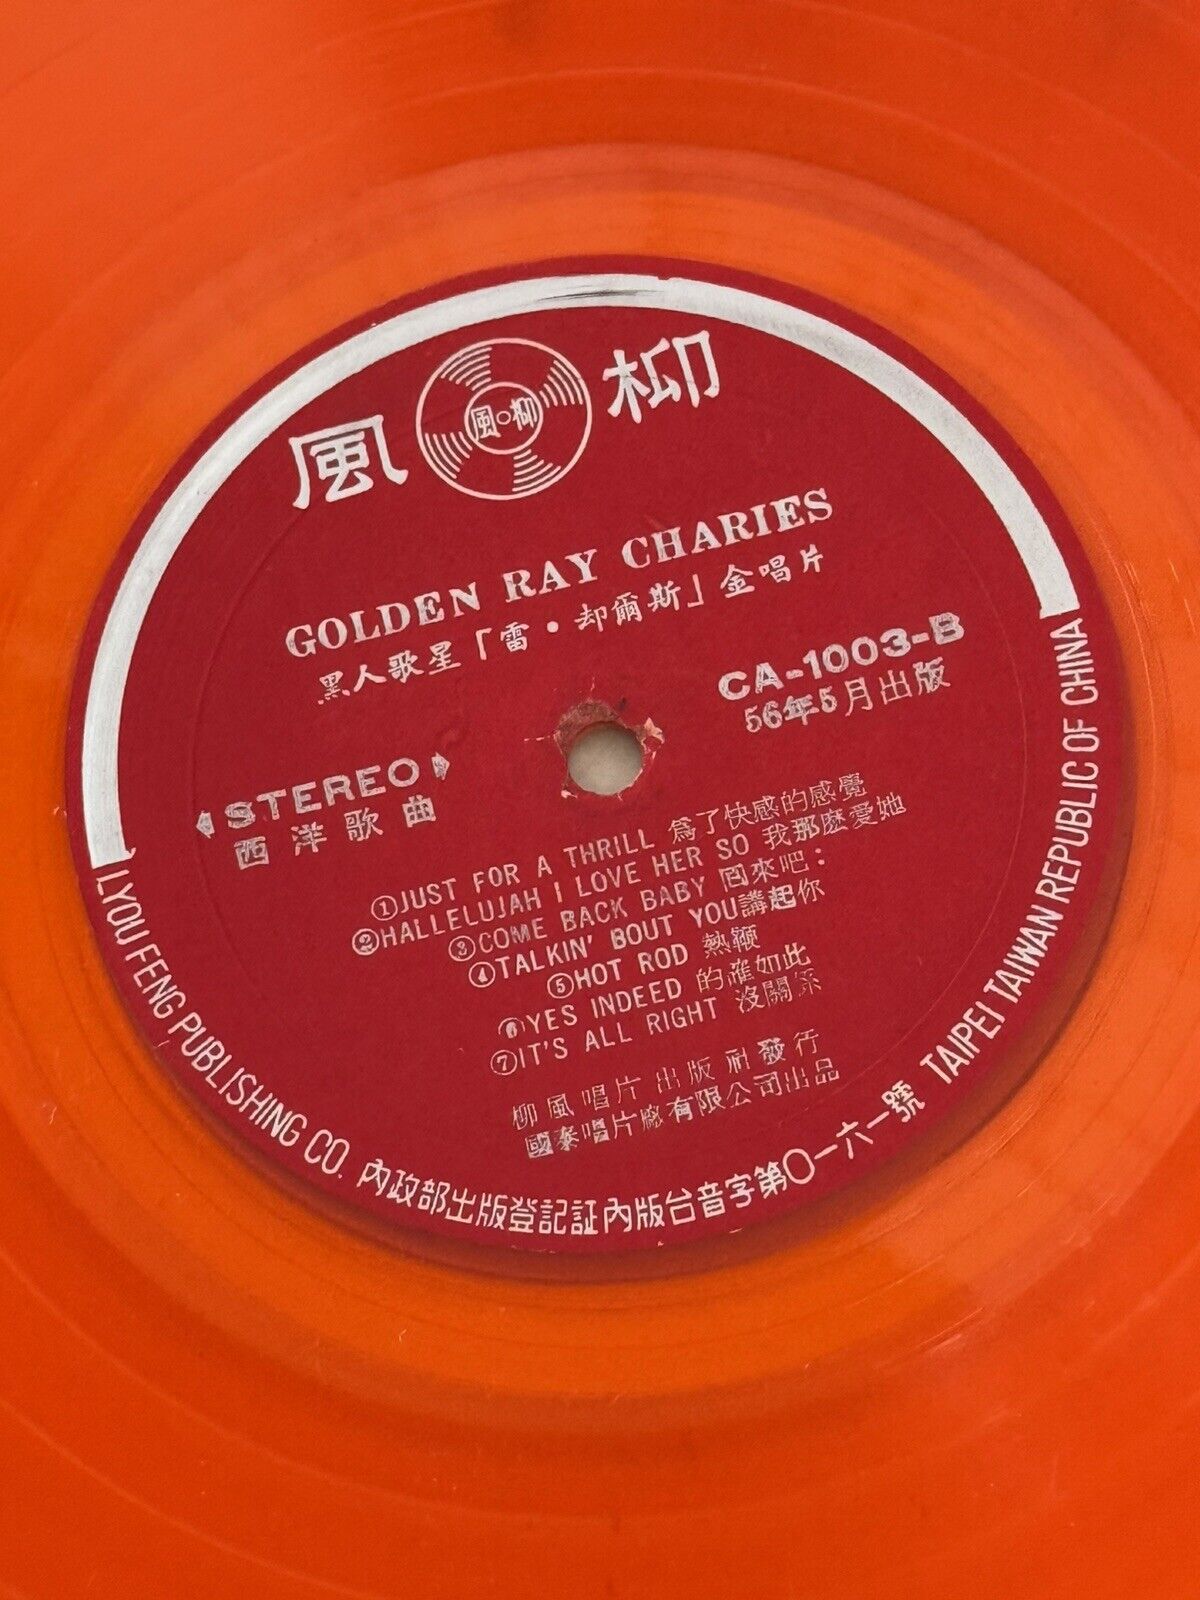 風 風○柳 柳
GOLDEN RAY CHARIES
黑人歌星「雷・却爾斯」金唱片
CA-1003-B
56年5月出版
STEREO
西洋歌曲
①JUST FOR A THRILL 為了快感的感覺
②HALLELUJAH I LOVE HER SO 我那麼愛她
③COME BACK BABY 回來吧：
④TALKIN' BOUT YOU講起你
⑤HOT ROD 熱鞭
⑥YES INDEED 的確如此
⑦IT'S ALL RIGHT 沒關係
柳風唱片出版社發行
國泰唱片廠有限公司出品
LYOU FENG PUBLISHING CO. 內政部出版登記証內版台音字第〇一六一號 TAIPEI TAIWAN REPUBLIC OF CHINA